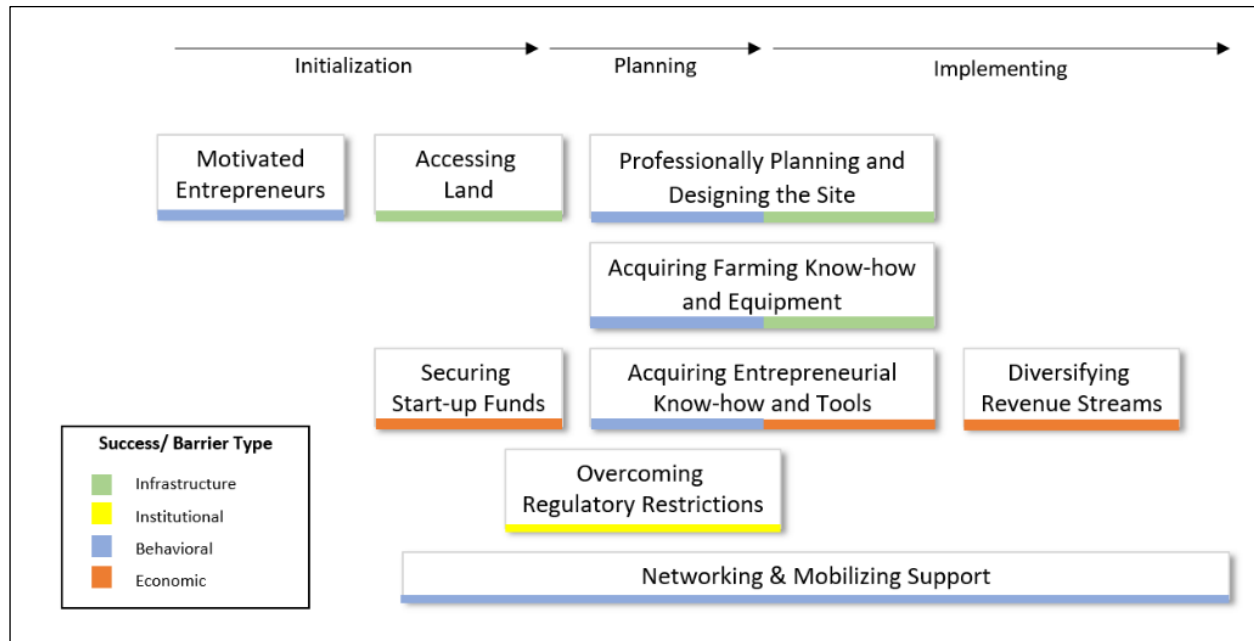 Initialization
Planning
Implementing
Motivated
Entrepreneurs
Accessing
Land
Professionally Planning and
Designing the Site
Acquiring Farming Know-how
and Equipment
Securing
Start-up Funds
Acquiring Entrepreneurial
Know-how and Tools
Diversifying
Revenue Streams
Overcoming
Regulatory Restrictions
Networking & Mobilizing Support
Success/ Barrier Type
Infrastructure
Institutional
Behavioral
Economic